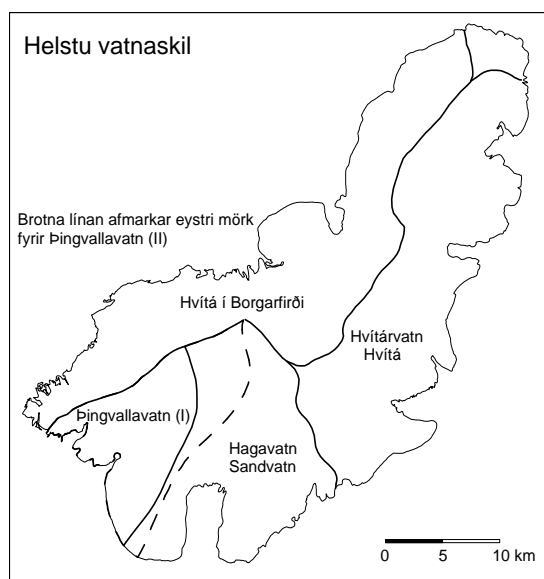 Helstu vatnaskil
Brotna línan afmarkar eystri mörk
fyrir Þingvallavatn (II)
Hvítá í Borgarfirði
Hvítárvatn
Hvítá
Þingvallavatn (I)
Hagavatn
Sandvatn
0 5 10 km